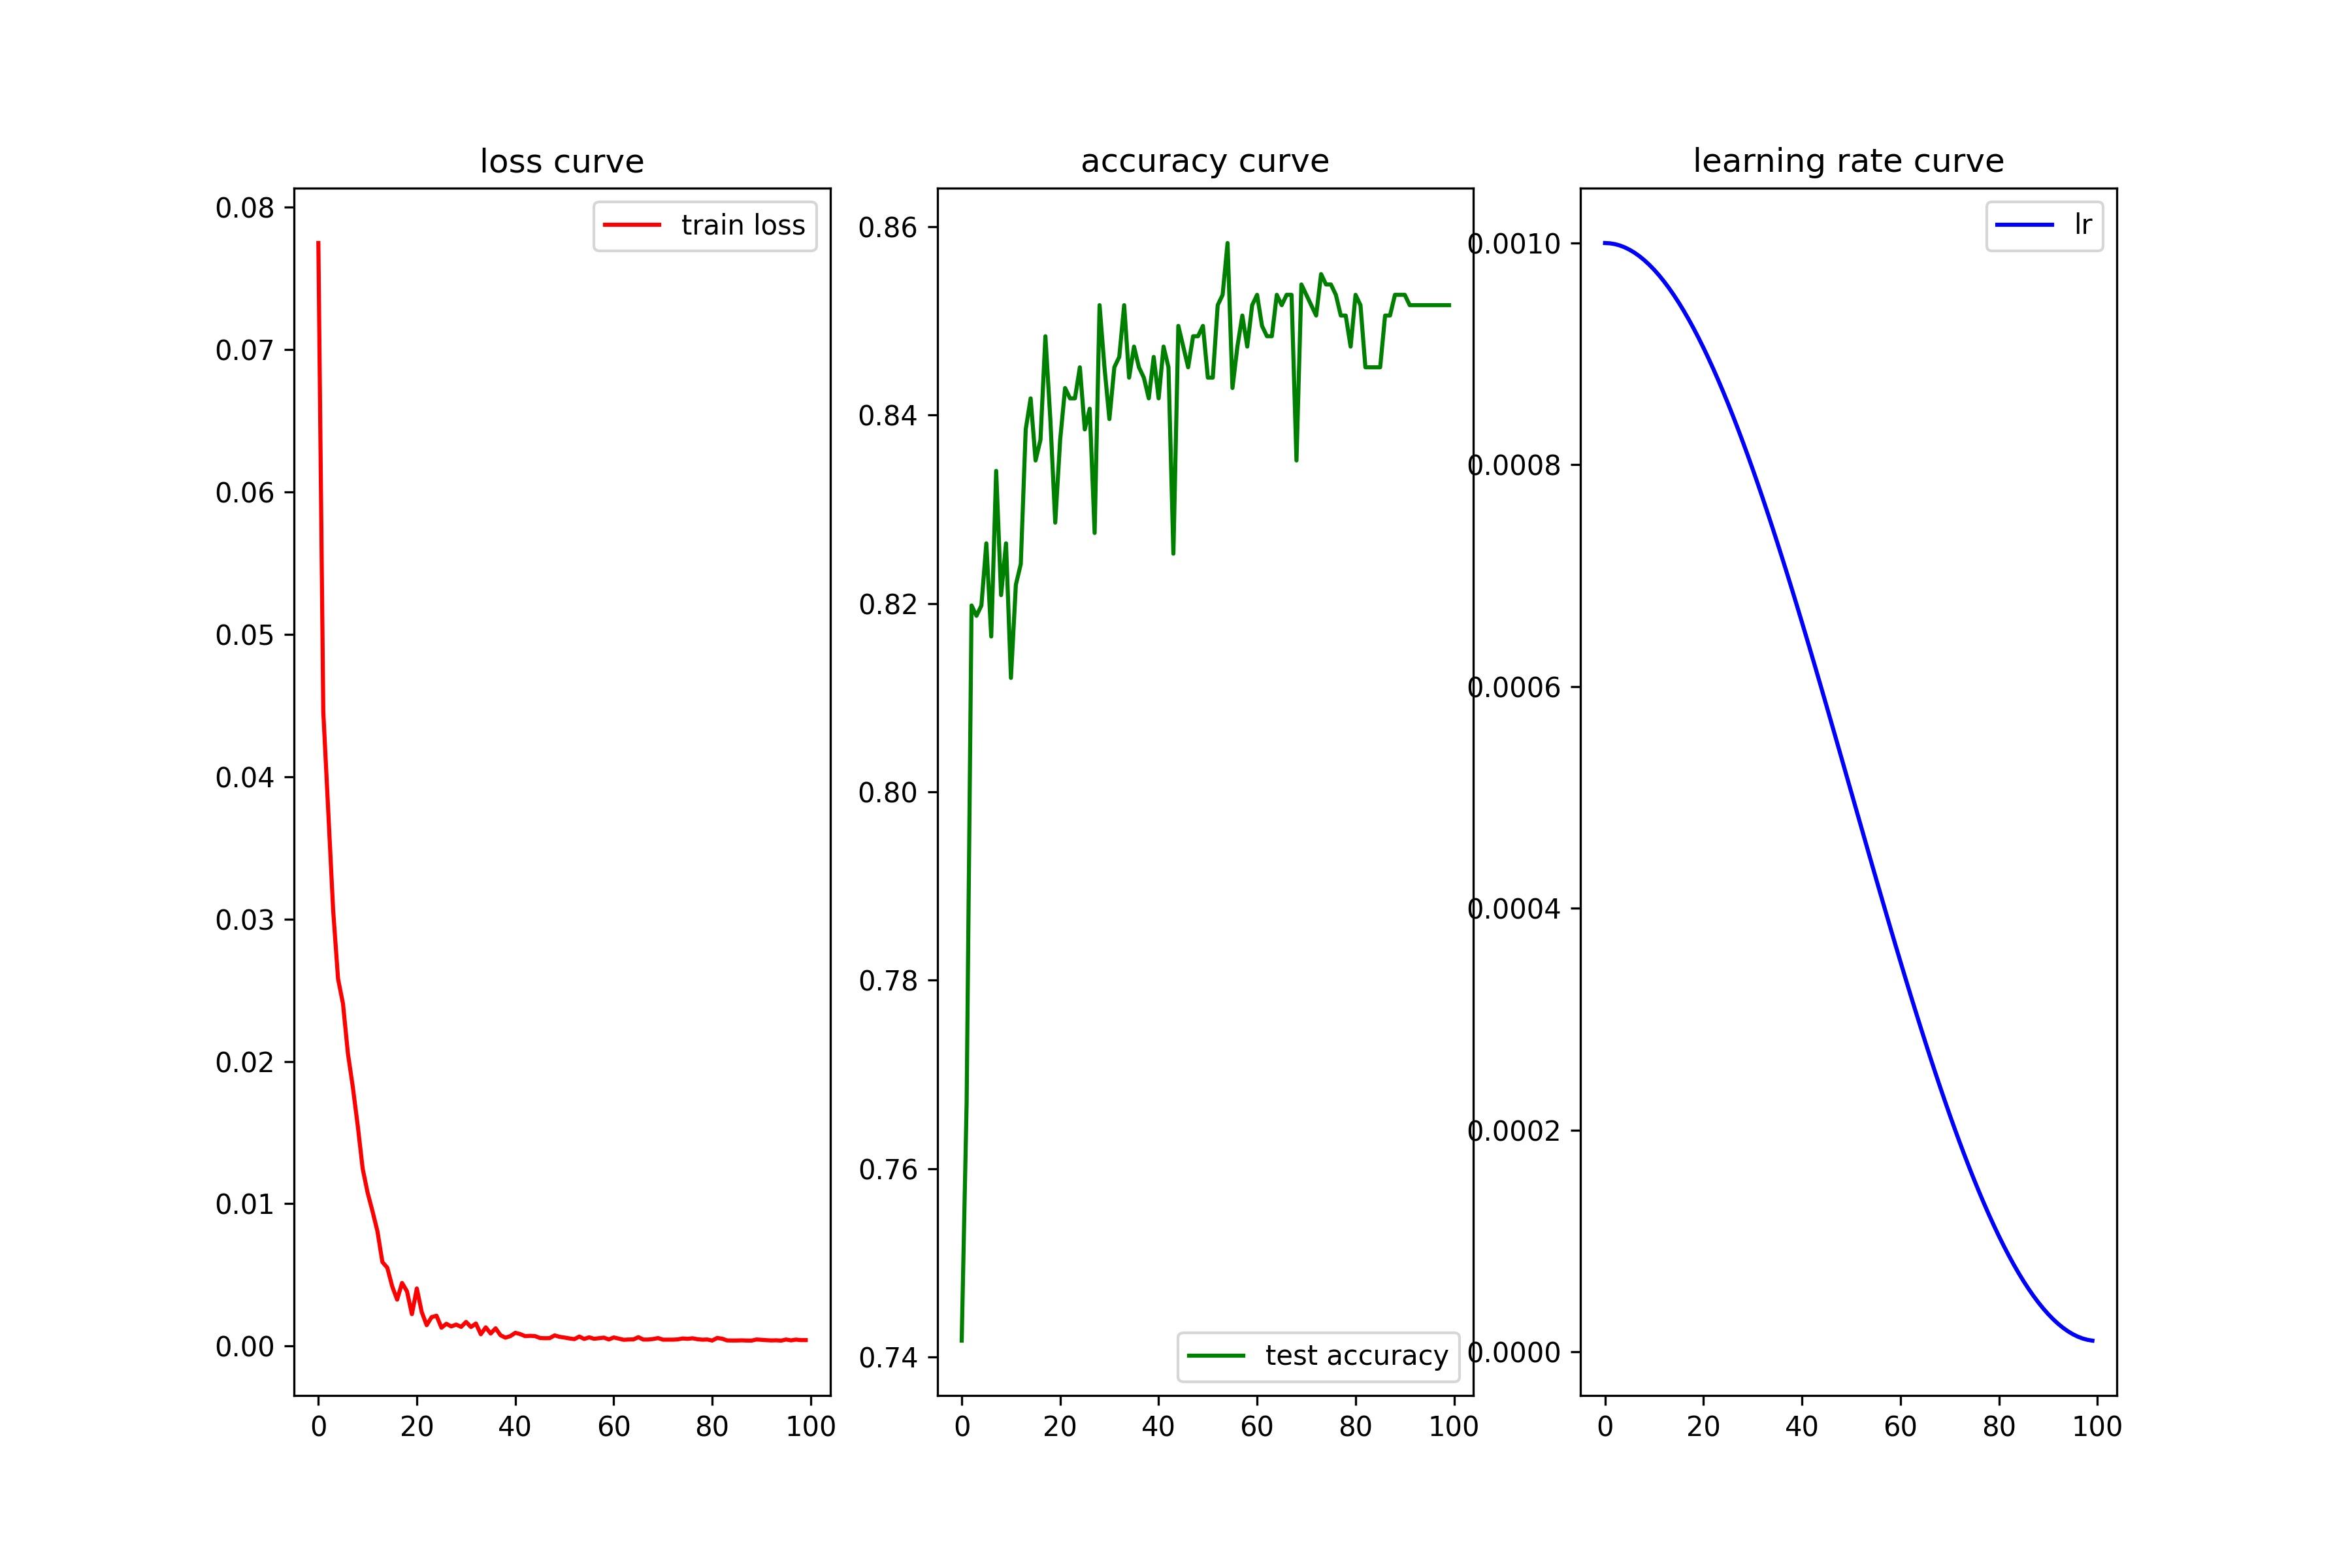 loss curve
0.08
0.07
0.06
0.05
0.04
0.03
0.02
0.01
0.00
train loss
0 20 40 60 80 100
accuracy curve
0.86
0.84
0.82
0.80
0.78
0.76
0.74
test accuracy
0 20 40 60 80 100
learning rate curve
0.0010
0.0008
0.0006
0.0004
0.0002
0.0000
lr
0 20 40 60 80 100